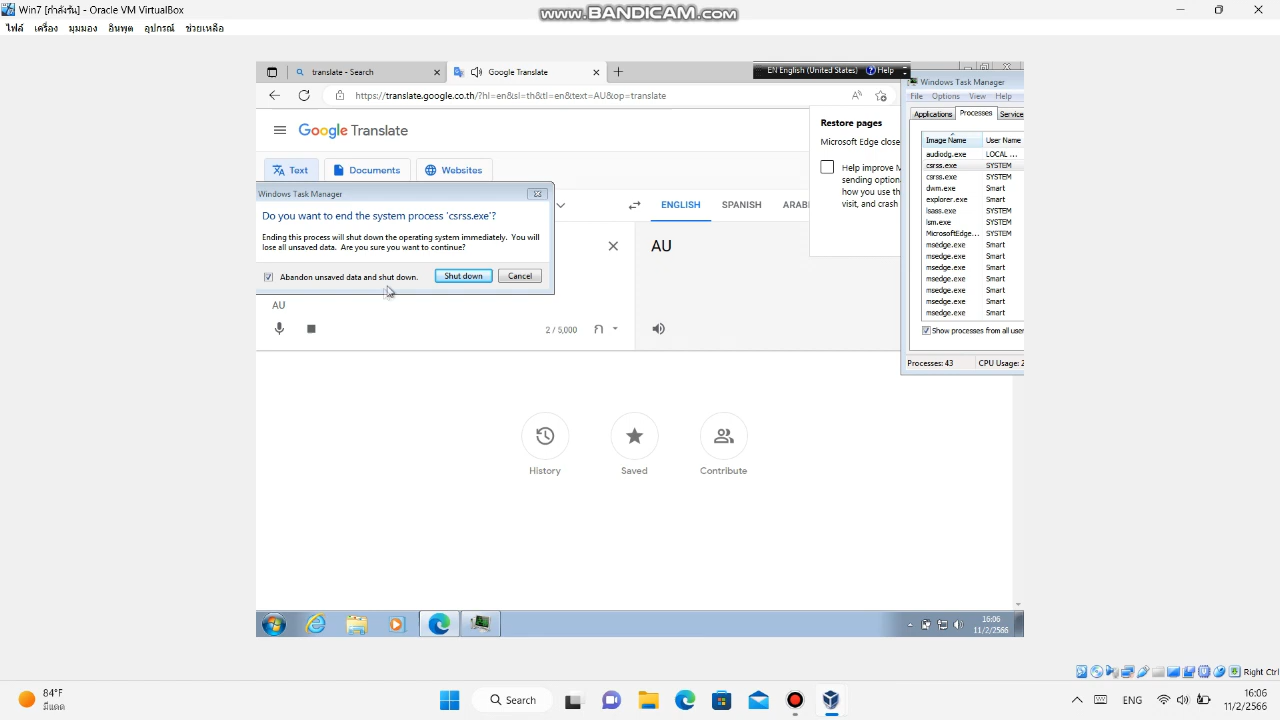 Win7 [กำลังรัน] - Oracle VM VirtualBox
www.BANDICAM.com
ไฟล์ เครื่อง มุมมอง อินพุต อุปกรณ์ ช่วยเหลือ
translate - Search
Google Translate
EN English (United States) Help
https://translate.google.co.th/?hl=en&sl=th&tl=en&text=AU&op=translate
Google Translate
Text
Documents
Websites
Restore pages
Microsoft Edge close
Help improve M
sending option
how you use th
visit, and crash
Windows Task Manager
File Options View Help
Applications Processes Service
Image Name User Name
audiodg.exe LOCAL ...
csrss.exe SYSTEM
csrss.exe SYSTEM
dwm.exe Smart
explorer.exe Smart
lsass.exe SYSTEM
lsm.exe SYSTEM
MicrosoftEdge... SYSTEM
msedge.exe Smart
msedge.exe Smart
msedge.exe Smart
msedge.exe Smart
msedge.exe Smart
msedge.exe Smart
msedge.exe Smart
Show processes from all user
Processes: 43 CPU Usage: 2
Windows Task Manager
Do you want to end the system process 'csrss.exe'?
Ending this process will shut down the operating system immediately. You will
lose all unsaved data. Are you sure you want to continue?
Abandon unsaved data and shut down.
Shut down
Cancel
ENGLISH SPANISH ARAB
AU
AU
2 / 5,000
ก
History
Saved
Contribute
16:06
11/2/2566
Right Ctrl
84°F
มีแดด
Search
ENG
16:06
11/2/2566